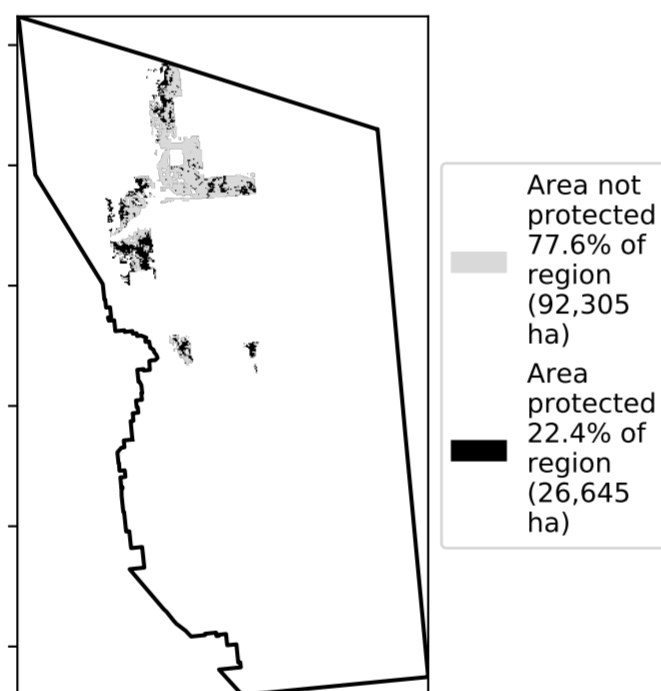 Area not
protected
77.6% of
region
(92,305
ha)
Area
protected
22.4% of
region
(26,645
ha)